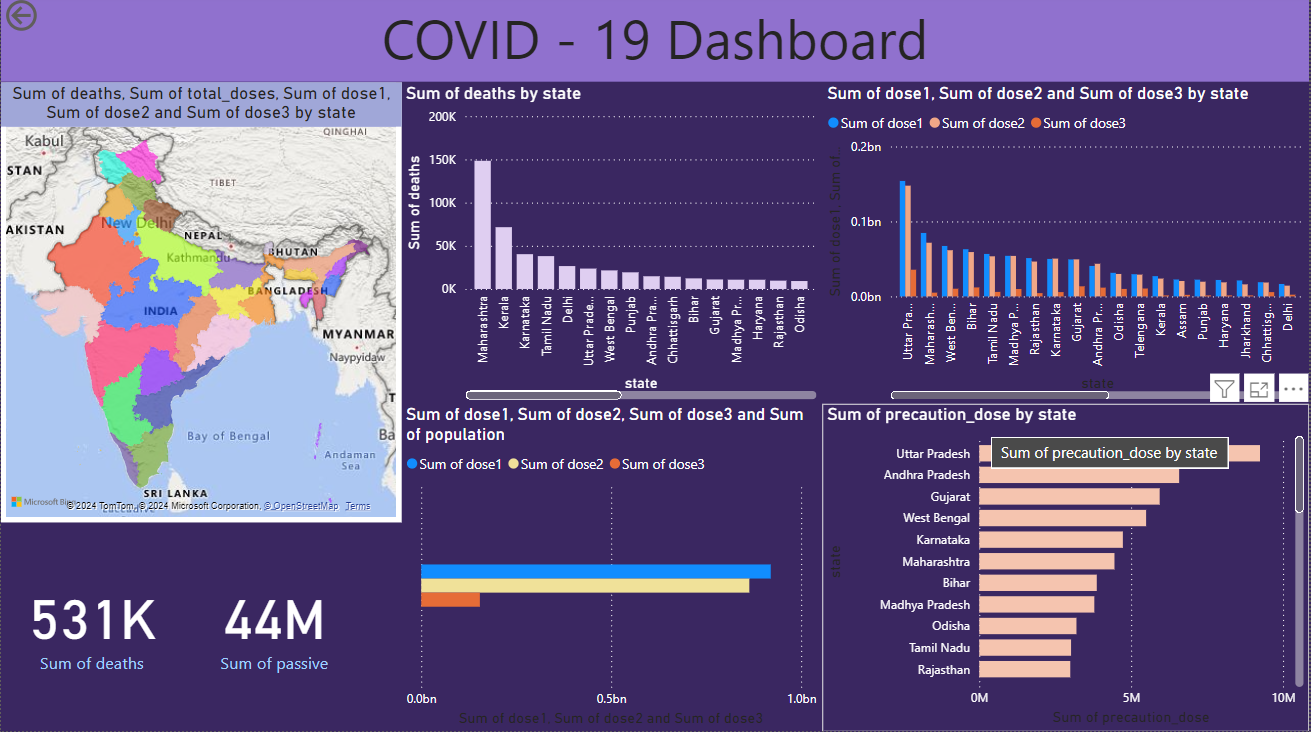 COVID - 19 Dashboard
Sum of deaths, Sum of total_doses, Sum of dose1,
Sum of dose2 and Sum of dose3 by state
QINGHAI
Kabul
STAN
TIBET
New Delhi
AKISTAN
NEPAL
BHUTAN
Kathmandu
BANGLADESH
INDIA
MYANMAR
Naypyidaw
Bay of Bengal
Ba
Andaman
Sea
T
SRI LANKA
Microsoft Bing
© 2024 TomTom, © 2024 Microsoft Corporation, © OpenStreetMap Terms
531K
Sum of deaths
44M
Sum of passive
Sum of deaths by state
200K
150K
100K
50K
0K
Sum of deaths
Maharashtra
Kerala
Karnataka
Tamil Nadu
Delhi
Uttar Prade...
West Bengal
Punjab
Andhra Pra...
Chhattisgarh
Bihar
Gujarat
Madhya Pr...
Haryana
Rajasthan
Odisha
state
Sum of dose1, Sum of dose2 and Sum of dose3 by state
Sum of dose1 Sum of dose2 Sum of dose3
0.2bn
0.1bn
0.0bn
Sum of dose1, Sum of...
Uttar Pra...
Maharash...
West Ben...
Bihar
Tamil Nadu
Madhya P...
Rajasthan
Karnataka
Gujarat
Andhra Pr...
Odisha
Telengana
Kerala
Assam
Punjab
Haryana
Jharkhand
Chhattisg...
Delhi
state
Sum of dose1, Sum of dose2, Sum of dose3 and Sum
of population
Sum of dose1 Sum of dose2 Sum of dose3
0.0bn
0.5bn
1.0bn
Sum of dose1, Sum of dose2 and Sum of dose3
Sum of precaution_dose by state
Sum of precaution_dose by state
state
Uttar Pradesh
Andhra Pradesh
Gujarat
West Bengal
Karnataka
Maharashtra
Bihar
Madhya Pradesh
Odisha
Tamil Nadu
Rajasthan
0M
5M
10M
Sum of precaution_dose